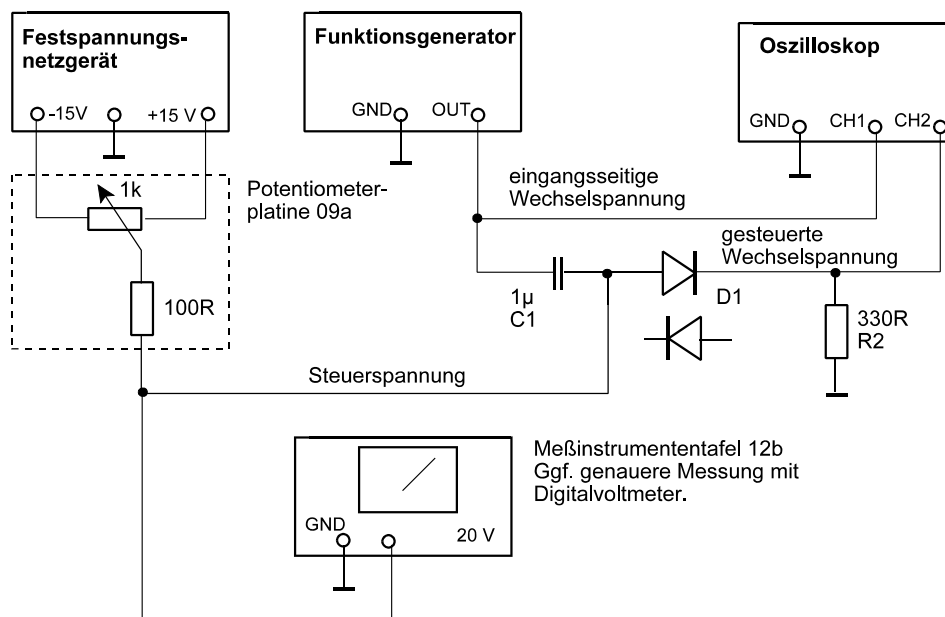 Festspannungs-
netzgerät
-15V
+15 V
Funktionsgenerator
GND
OUT
Oszilloskop
GND
CH1
CH2
1k
Potentiometer-
platine 09a
100R
eingangsseitige
Wechselspannung
gesteuerte
Wechselspannung
1µ
C1
D1
330R
R2
Steuerspannung
Meßinstrumententafel 12b
Ggf. genauere Messung mit
Digitalvoltmeter.
GND
20 V